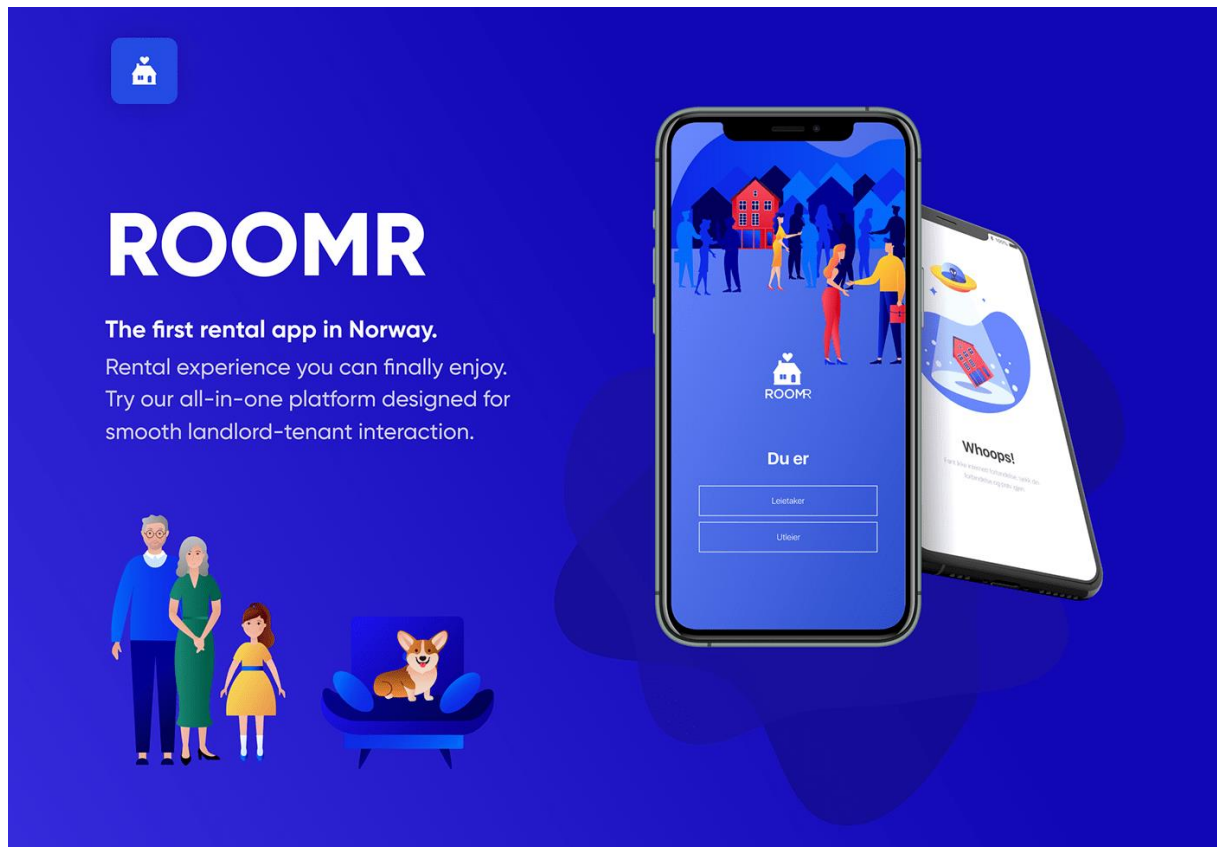 ROOMR
The first rental app in Norway.
Rental experience you can finally enjoy.
Try our all-in-one platform designed for
smooth landlord-tenant interaction.
ROOMR
Du er
Leietaker
Utleier
100%
Whoops!